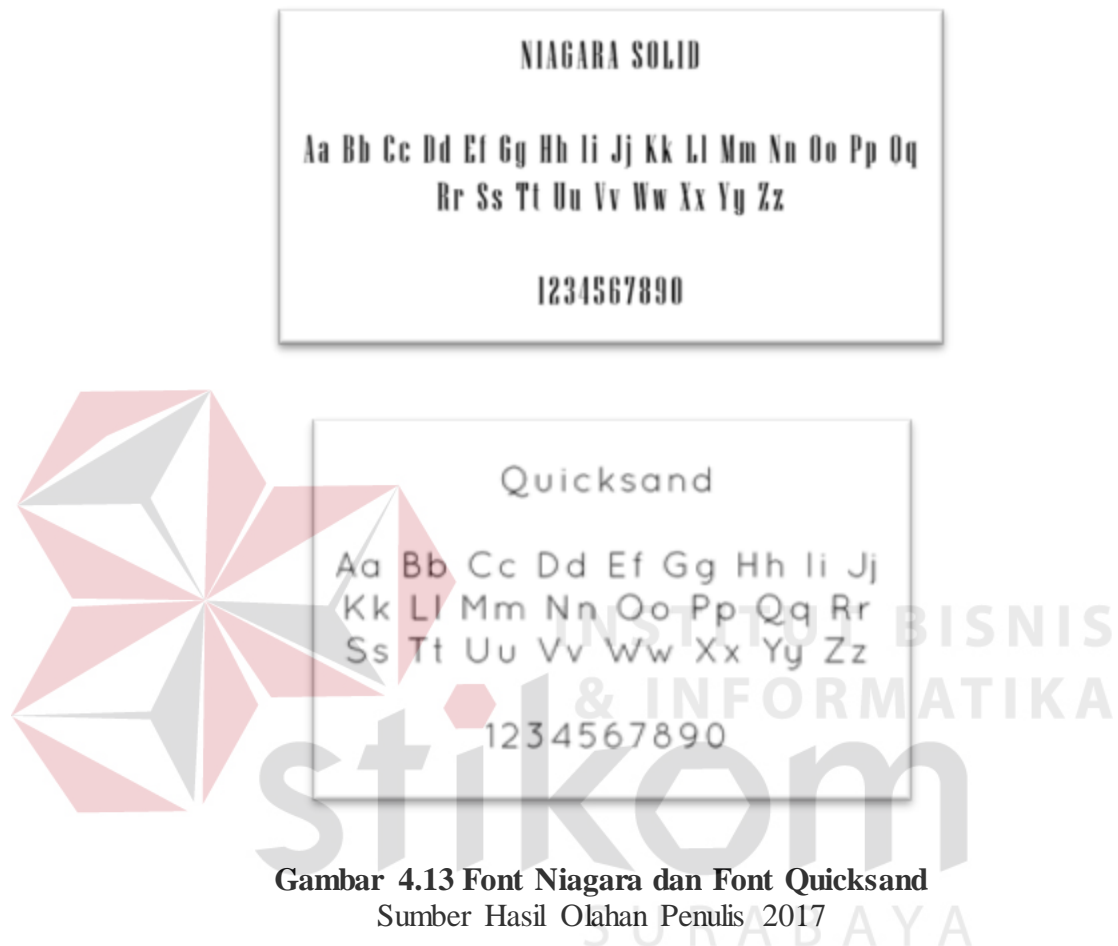 NIAGARA SOLID
Aa Bb Cc Dd Ef Gg Hh Ii Jj Kk Ll Mm Nn Oo Pp Qq
Rr Ss Tt Uu Vv Ww Xx Yy Zz
1234567890
Quicksand
Aa Bb Cc Dd Ef Gg Hh Ii Jj
Kk Ll Mm Nn Oo Pp Qq Rr
Ss Tt Uu Vv Ww Xx Yy Zz
1234567890
INSTITUT BISNIS
& INFORMATIKA
stikom
SURABAYA
Gambar 4.13 Font Niagara dan Font Quicksand
Sumber Hasil Olahan Penulis 2017